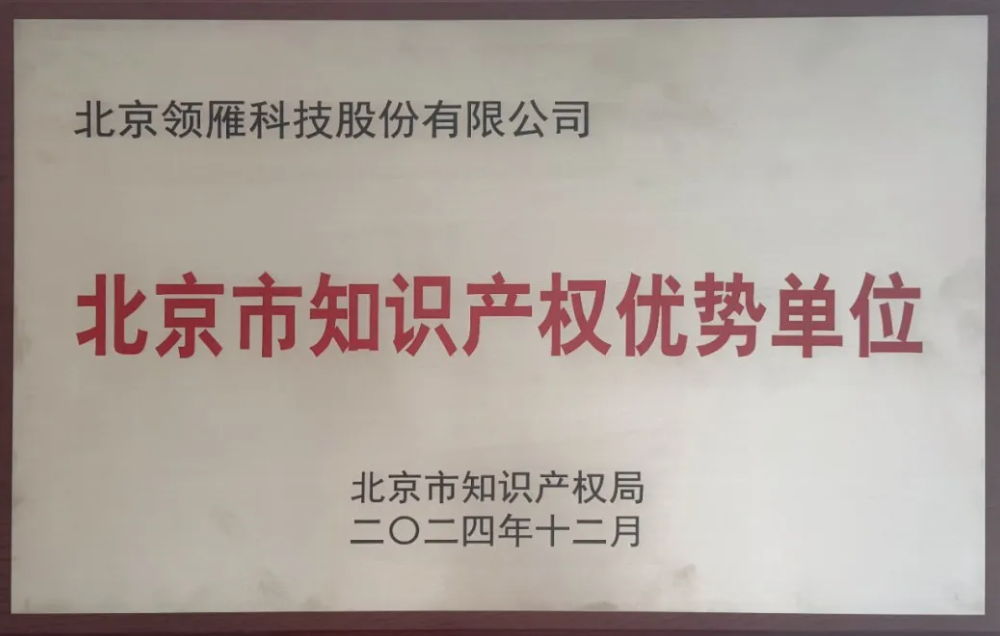 北京领雁科技股份有限公司
北京市知识产权优势单位
北京市知识产权局
二〇二四年十二月